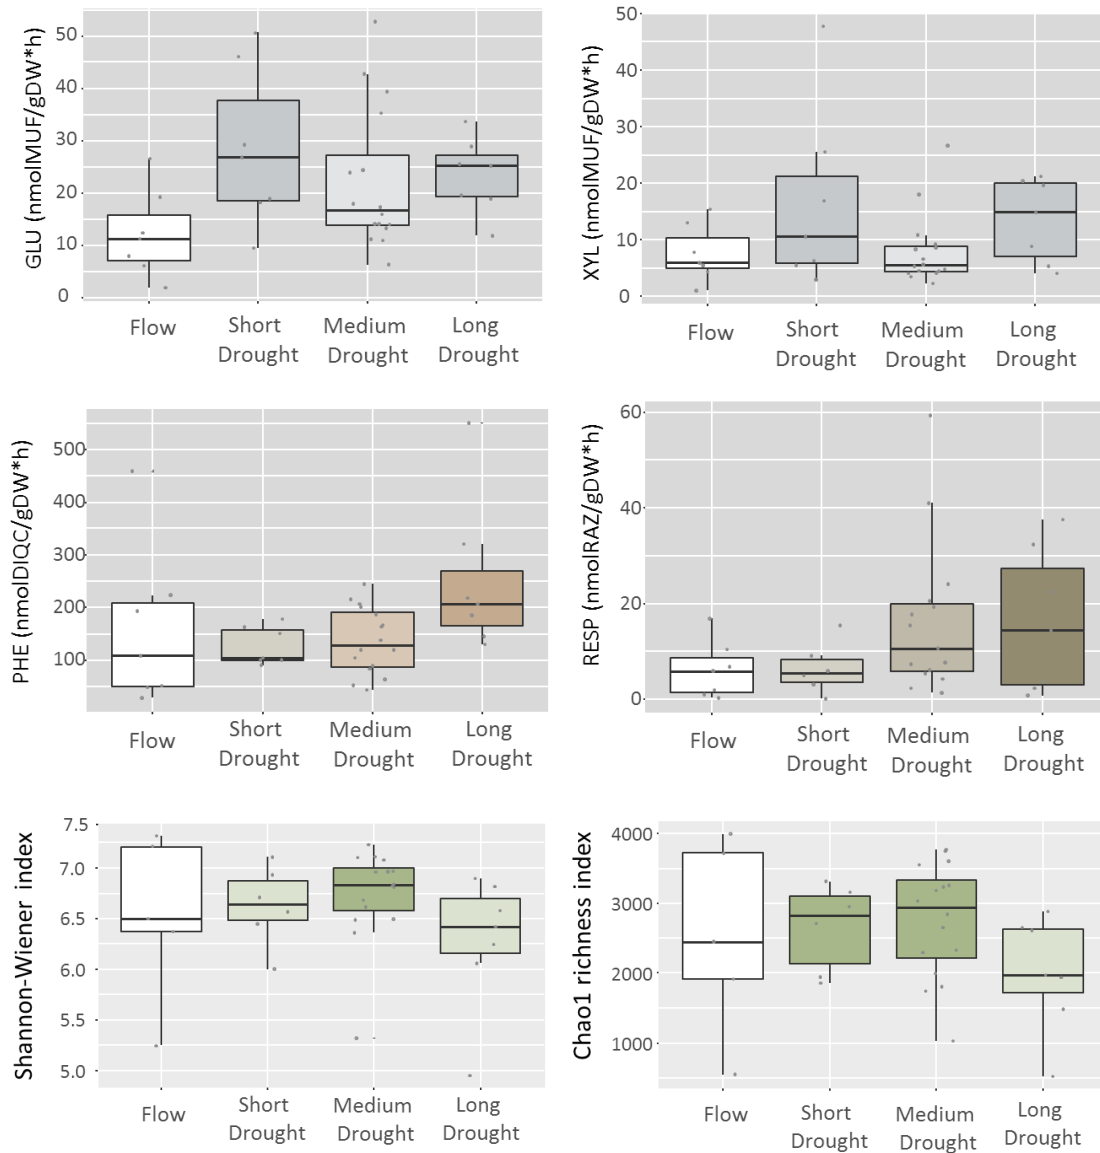 GLU (nmolMUF/gDW*h)
50
40
30
20
10
0
Flow
Short
Drought
Medium
Drought
Long
Drought
XYL (nmolMUF/gDW*h)
50
40
30
20
10
0
Flow
Short
Drought
Medium
Drought
Long
Drought
PHE (nmolDIQC/gDW*h)
500
400
300
200
100
Flow
Short
Drought
Medium
Drought
Long
Drought
RESP (nmolRAZ/gDW*h)
60
40
20
0
Flow
Short
Drought
Medium
Drought
Long
Drought
Shannon-Wiener index
7.5
7.0
6.5
6.0
5.5
5.0
Flow
Short
Drought
Medium
Drought
Long
Drought
Chao1 richness index
4000
3000
2000
1000
Flow
Short
Drought
Medium
Drought
Long
Drought